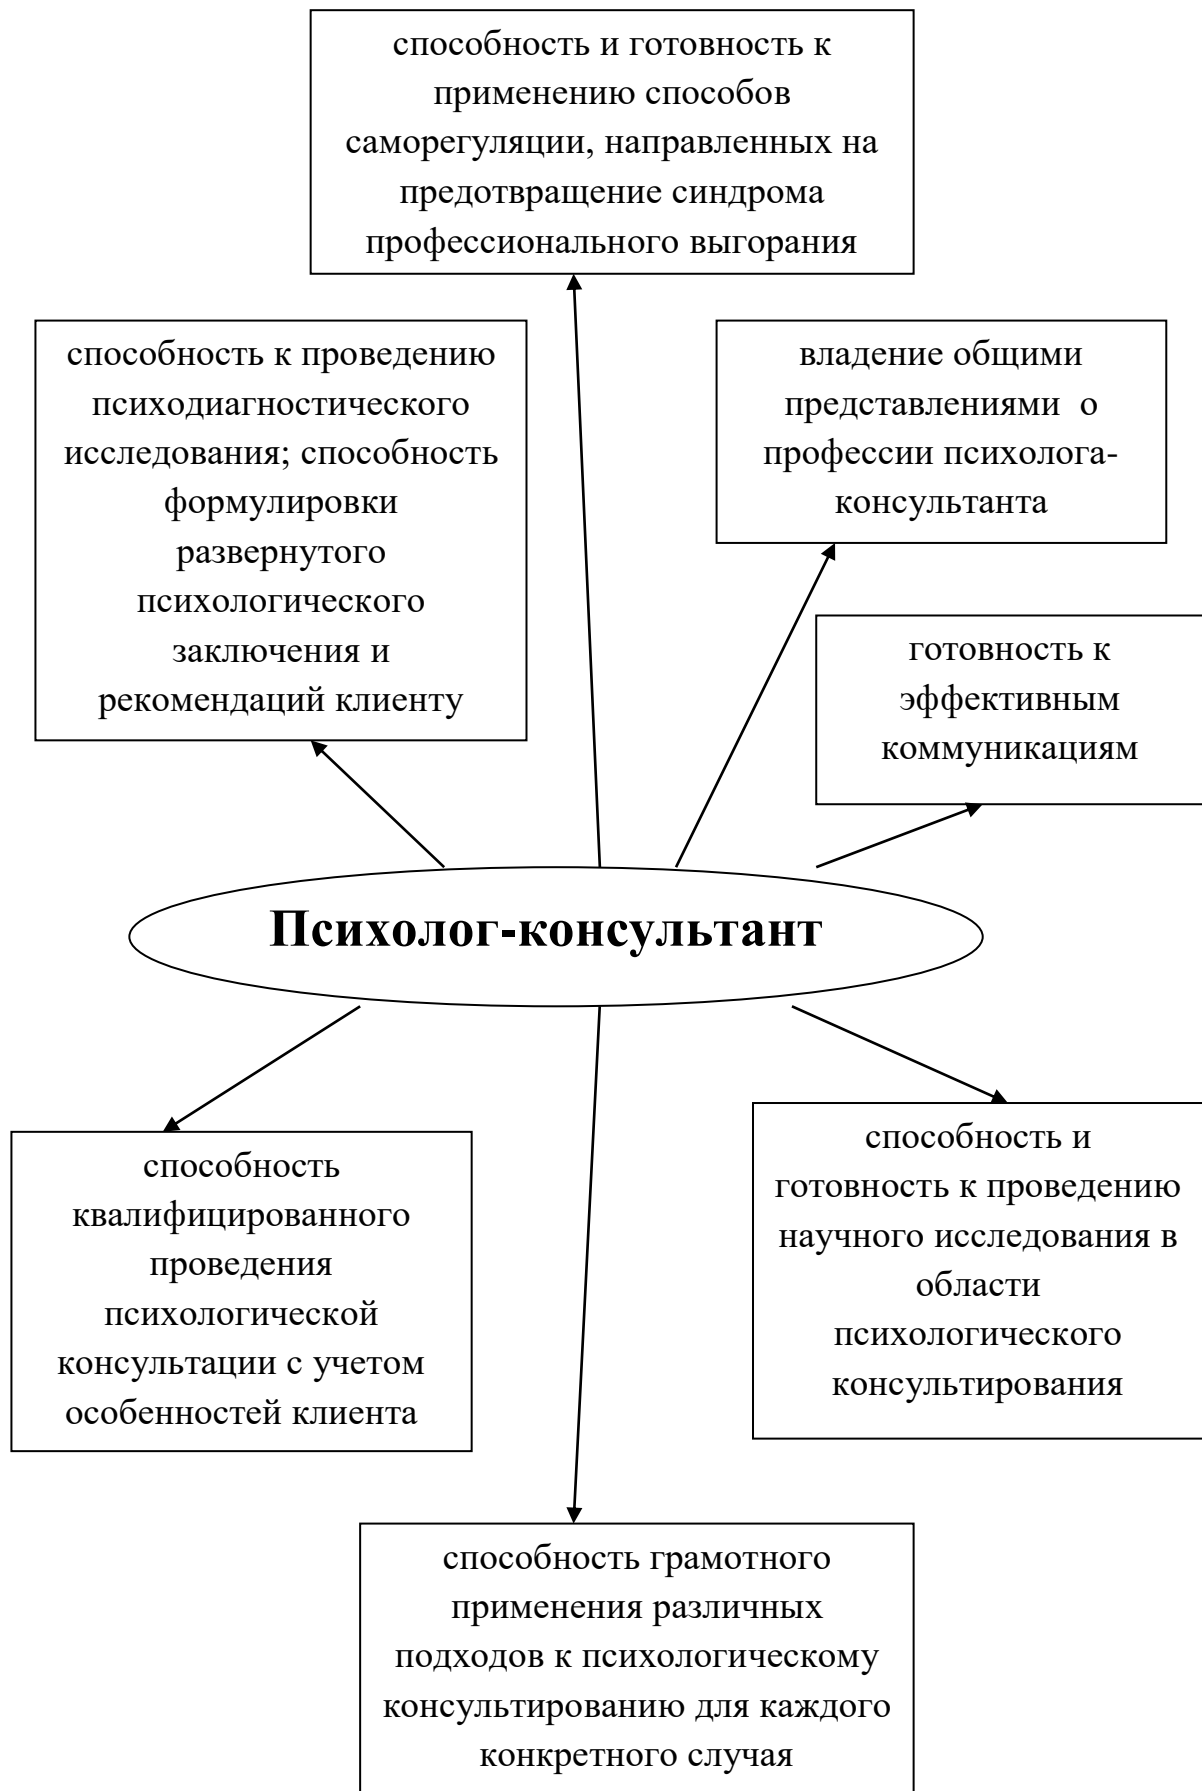 способность и готовность к
применению способов
саморегуляции, направленных на
предотвращение синдрома
профессионального выгорания
способность к проведению
психодиагностического
исследования; способность
формулировки
развернутого
психологического
заключения и
рекомендаций клиенту
владение общими
представлениями  о
профессии психолога-
консультанта
готовность к
эффективным
коммуникациям
Психолог-консультант
способность
квалифицированного
проведения
психологической
консультации с учетом
особенностей клиента
способность и
готовность к проведению
научного исследования в
области
психологического
консультирования
способность грамотного
применения различных
подходов к психологическому
консультированию для каждого
конкретного случая